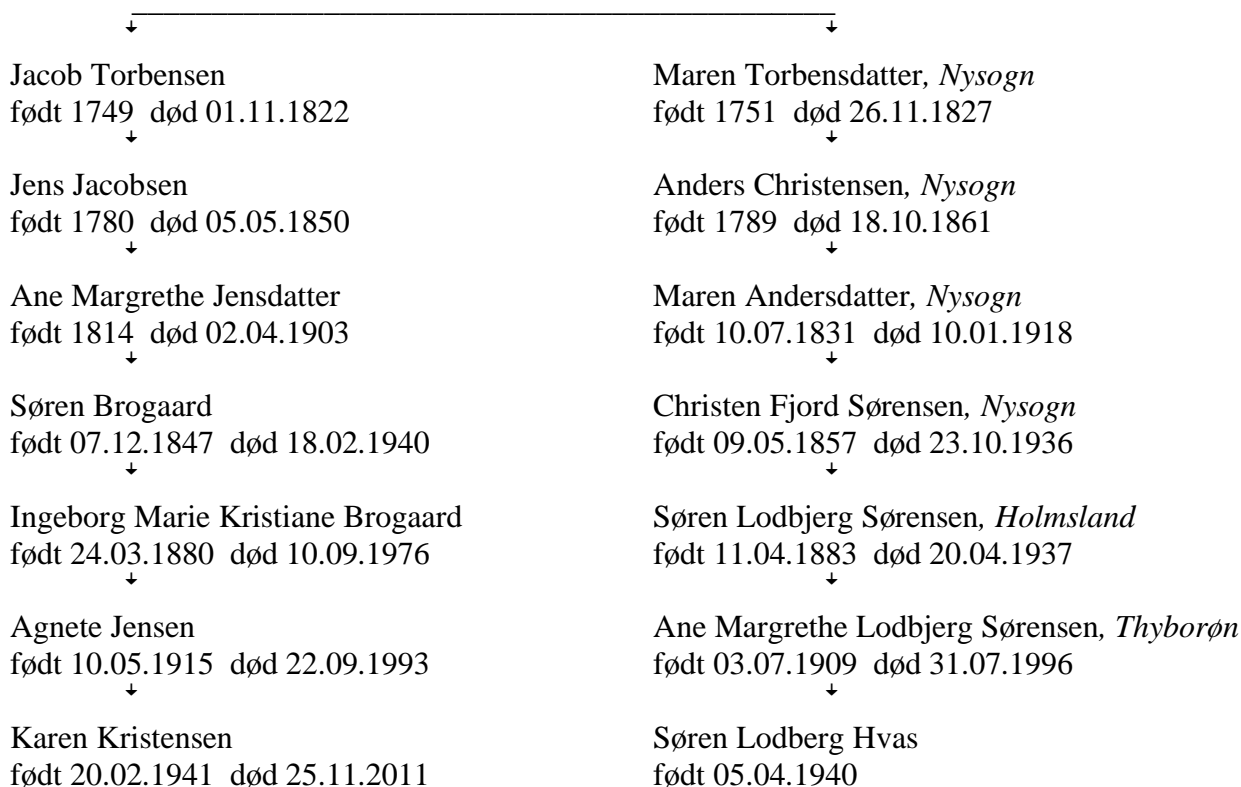 Jacob Torbensen
født 1749 død 01.11.1822
Maren Torbensdatter, Nysogn
født 1751 død 26.11.1827
Jens Jacobsen
født 1780 død 05.05.1850
Anders Christensen, Nysogn
født 1789 død 18.10.1861
Ane Margrethe Jensdatter
født 1814 død 02.04.1903
Maren Andersdatter, Nysogn
født 10.07.1831 død 10.01.1918
Søren Brogaard
født 07.12.1847 død 18.02.1940
Christen Fjord Sørensen, Nysogn
født 09.05.1857 død 23.10.1936
Ingeborg Marie Kristiane Brogaard
født 24.03.1880 død 10.09.1976
Søren Lodbjerg Sørensen, Holmsland
født 11.04.1883 død 20.04.1937
Agnete Jensen
født 10.05.1915 død 22.09.1993
Ane Margrethe Lodbjerg Sørensen, Thyborøn
født 03.07.1909 død 31.07.1996
Karen Kristensen
født 20.02.1941 død 25.11.2011
Søren Lodberg Hvas
født 05.04.1940